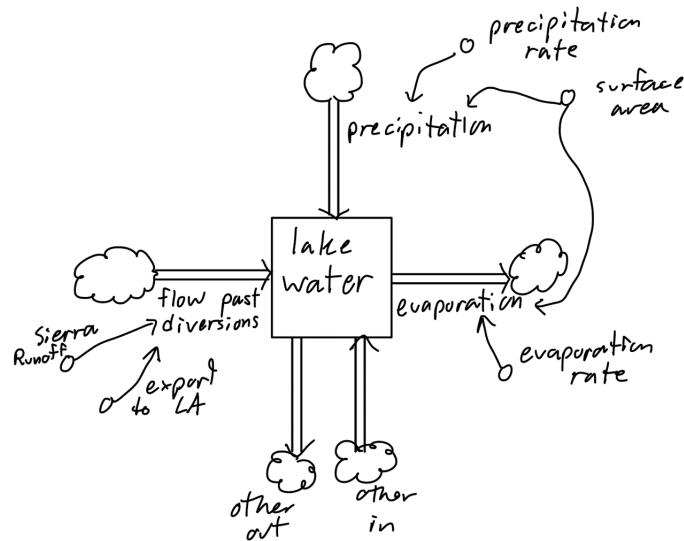 precipitation
rate
surface
area
precipitation
lake
water
flow past
diversions
evaporation
Sierra
Runoff
export
to LA
evaporation
rate
other
out
other
in